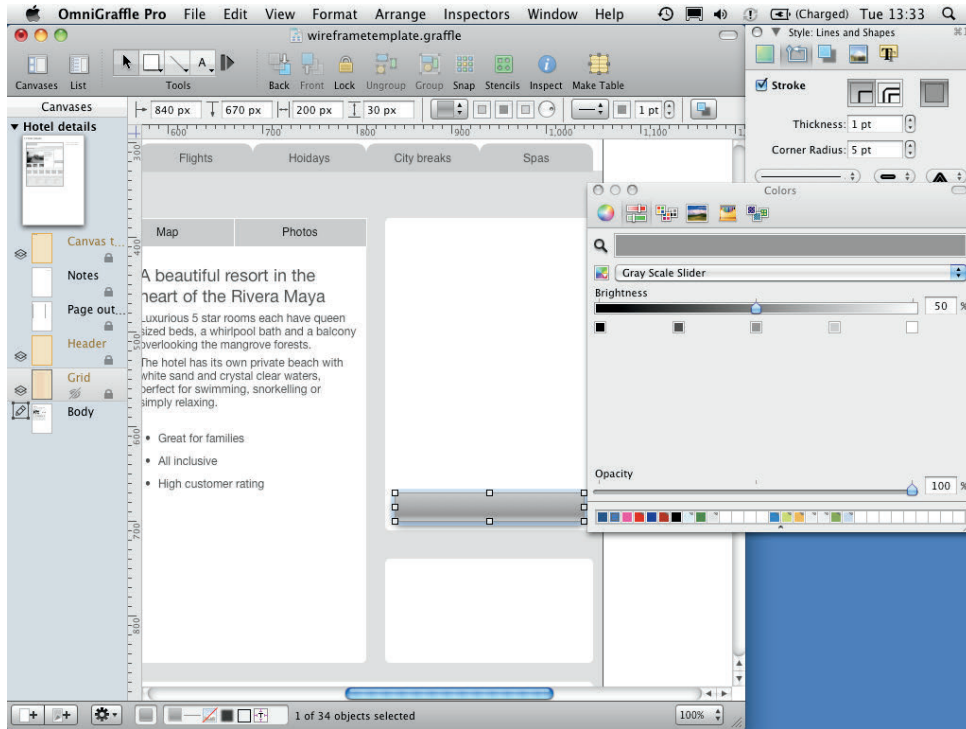 OmniGraffle Pro File Edit View Format Arrange Inspectors Window Help (Charged) Tue 13:33
wireframetemplate.graffle
Style: Lines and Shapes
Canvases List Tools Back Front Lock Ungroup Group Snap Stencils Inspect Make Table
Stroke
Canvases
840 px 670 px 200 px 30 px 1 pt
Thickness: 1 pt
Corner Radius: 5 pt
Hotel details
600 700 800 900 1,000 1,100
300
Flights Hoidays City breaks Spas
Colors
Map Photos
400
Canvas t...
Notes
Page out...
Header
Grid
Body
A beautiful resort in the
heart of the Rivera Maya
Luxurious 5 star rooms each have queen
sized beds, a whirlpool bath and a balcony
overlooking the mangrove forests.
500
The hotel has its own private beach with
white sand and crystal clear waters,
perfect for swimming, snorkelling or
simply relaxing.
600
• Great for families
• All inclusive
• High customer rating
700
800
Gray Scale Slider
Brightness
50 %
Opacity
100 %
1 of 34 objects selected
100%